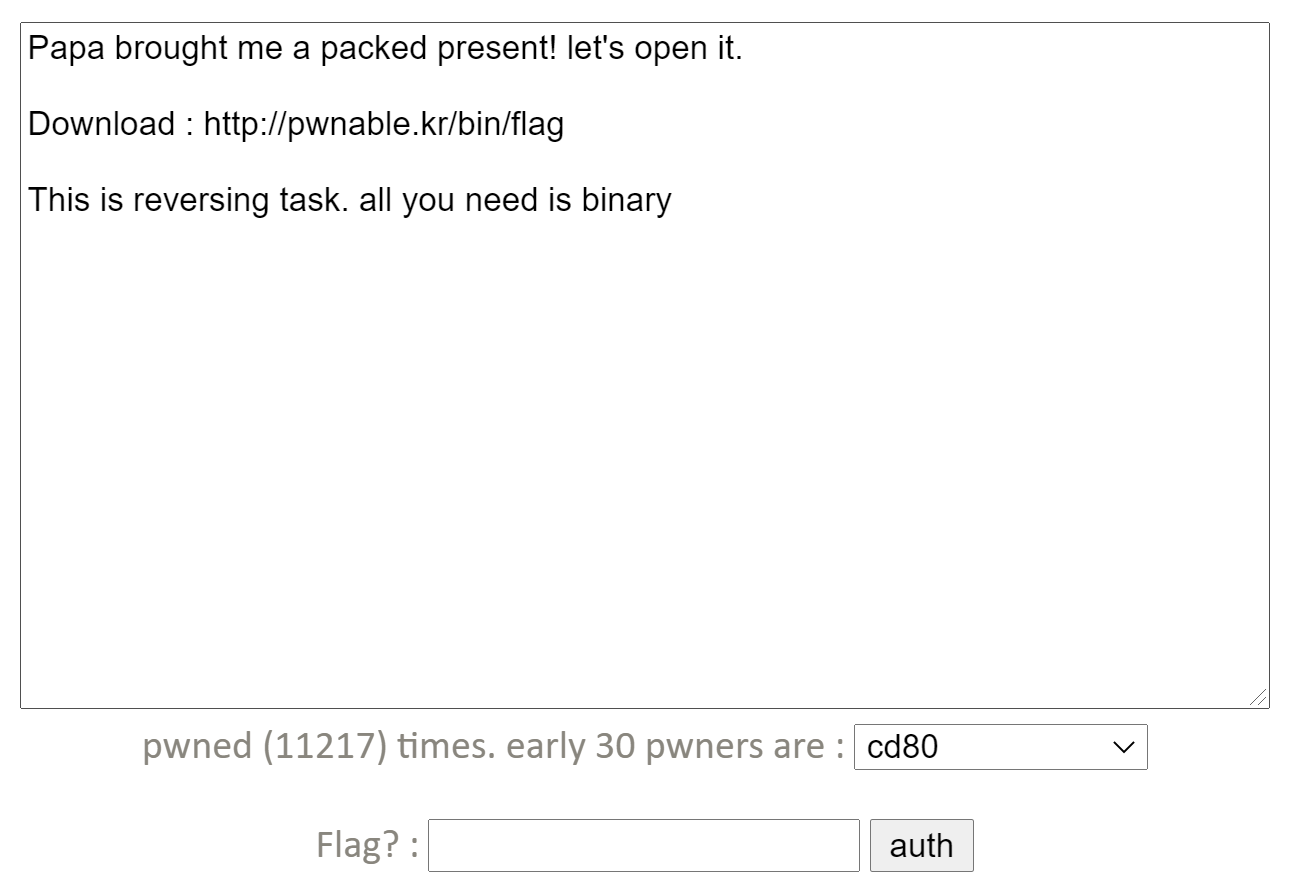 Papa brought me a packed present! let's open it.
Download : http://pwnable.kr/bin/flag
This is reversing task. all you need is binary
pwned (11217) times. early 30 pwners are : cd80
Flag? : auth